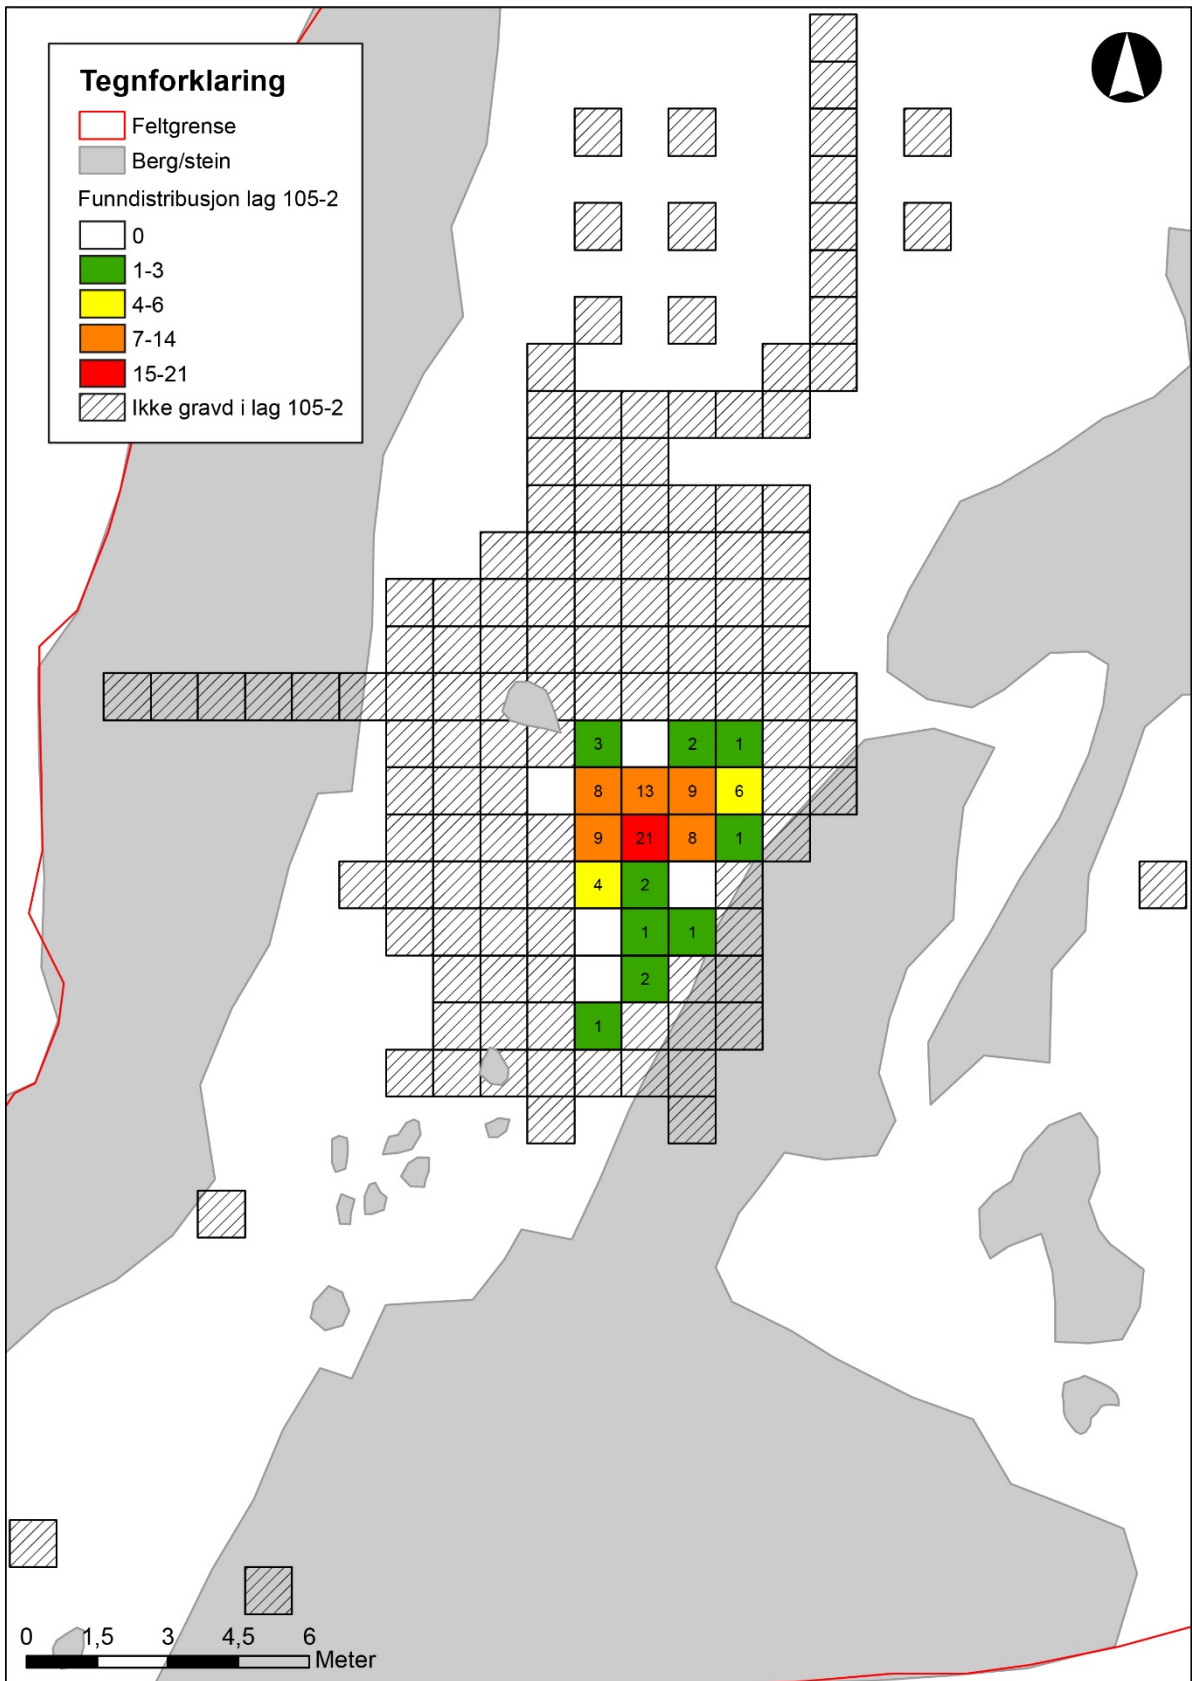 Tegnforklaring
Feltgrense
Berg/stein
Funndistribusjon lag 105-2
0
1-3
4-6
7-14
15-21
Ikke gravd i lag 105-2
3 2 1
8 13 9 6
9 21 8 1
4 2
1 1
2
1
0 1,5 3 4,5 6
Meter